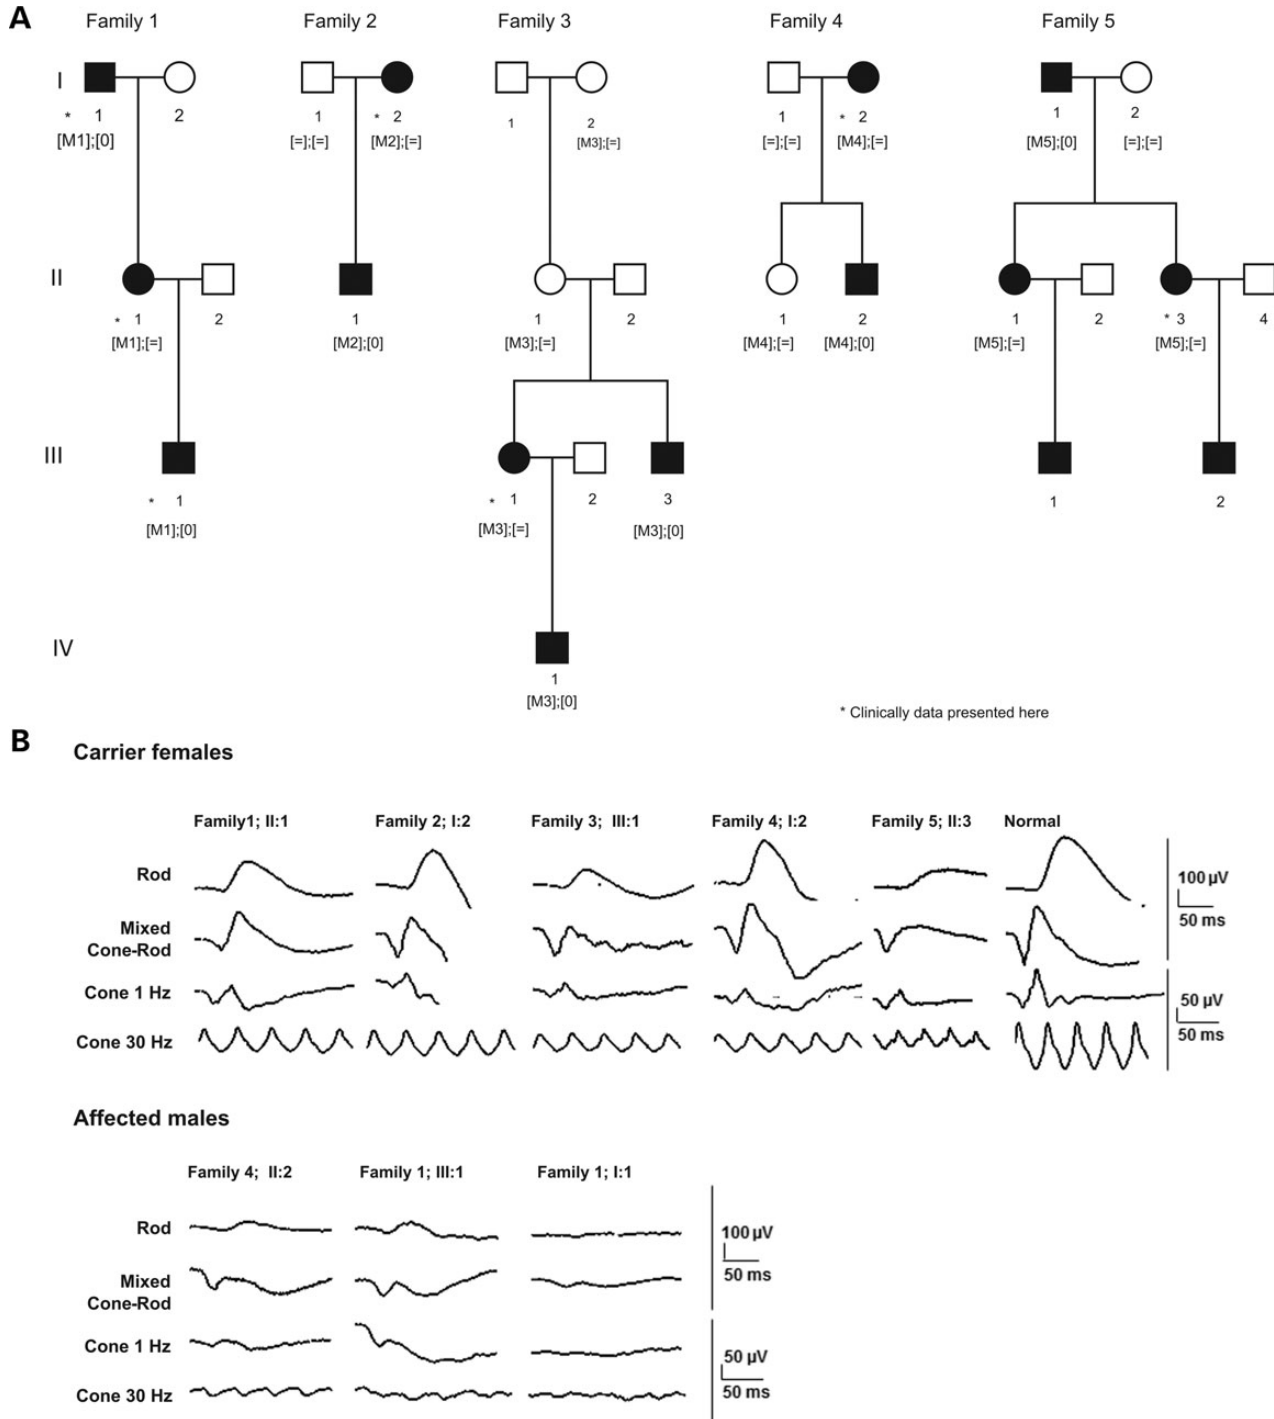 A
Family 1 Family 2 Family 3 Family 4 Family 5
I
* 1 2 1 * 2 1 2 1 * 2 1 2
[M1];[0] [=];[=] [M2];[=] [M3];[=] [=];[=] [M4];[=] [M5];[0] [=];[=]
II
* 1 2 1 1 2 1 2 1 2 * 3 4
[M1];[=] [M2];[0] [M3];[=] [M4];[=] [M4];[0] [M5];[=] [M5];[=]
III
* 1 * 1 2 3 1 2
[M1];[0] [M3];[=] [M3];[0]
IV
1
[M3];[0]
* Clinically data presented here
B
Carrier females
Family1; II:1 Family 2; I:2 Family 3; III:1 Family 4; I:2 Family 5; II:3 Normal
Rod
100 µV
50 ms
Mixed
Cone-Rod
Cone 1 Hz
50 µV
50 ms
Cone 30 Hz
Affected males
Family 4; II:2 Family 1; III:1 Family 1; I:1
Rod
100 µV
50 ms
Mixed
Cone-Rod
Cone 1 Hz
50 µV
50 ms
Cone 30 Hz